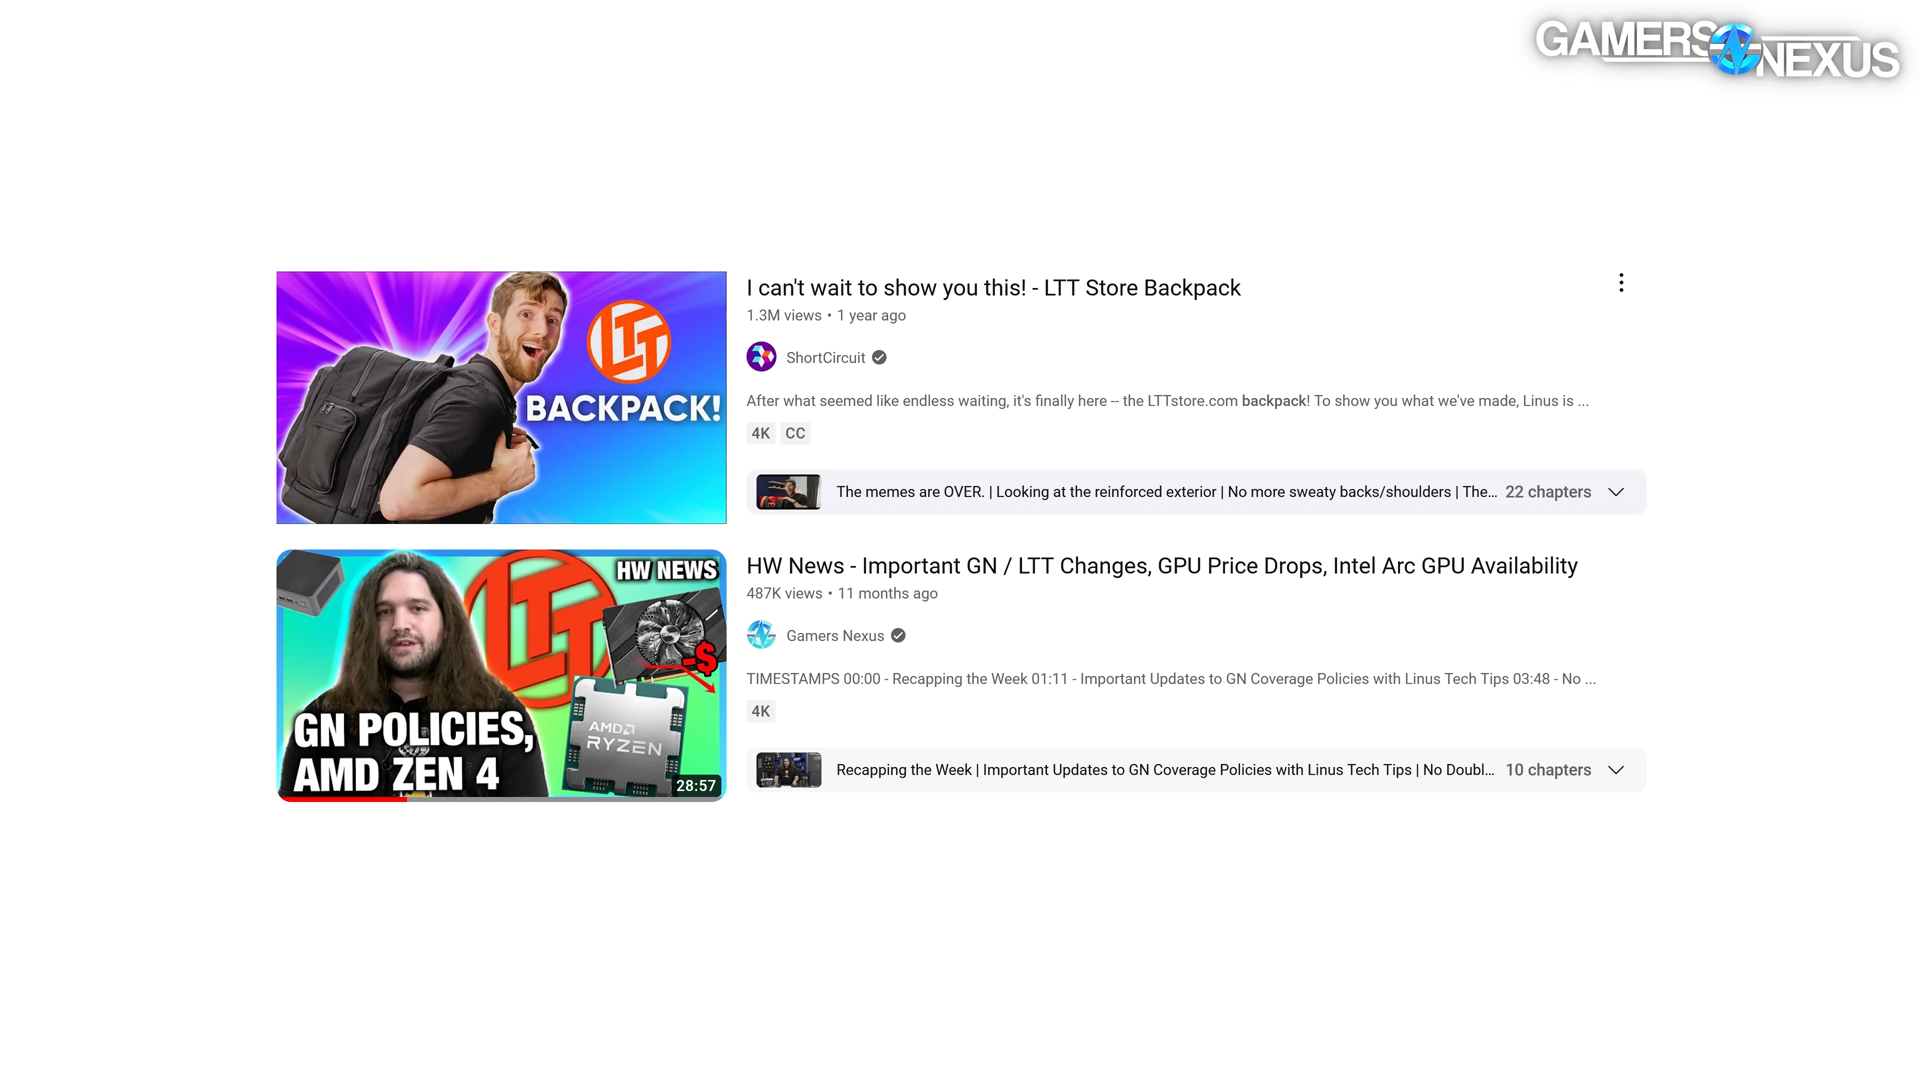 GAMERS NEXUS
LTT
BACKPACK!
I can't wait to show you this! - LTT Store Backpack
1.3M views • 1 year ago
ShortCircuit
After what seemed like endless waiting, it's finally here -- the LTTstore.com backpack! To show you what we've made, Linus is ...
4K CC
The memes are OVER. | Looking at the reinforced exterior | No more sweaty backs/shoulders | The... 22 chapters
HW NEWS
LTT
-$
AMD
RYZEN
GN POLICIES,
AMD ZEN 4
28:57
HW News - Important GN / LTT Changes, GPU Price Drops, Intel Arc GPU Availability
487K views • 11 months ago
Gamers Nexus
TIMESTAMPS 00:00 - Recapping the Week 01:11 - Important Updates to GN Coverage Policies with Linus Tech Tips 03:48 - No ...
4K
Recapping the Week | Important Updates to GN Coverage Policies with Linus Tech Tips | No Doubl... 10 chapters